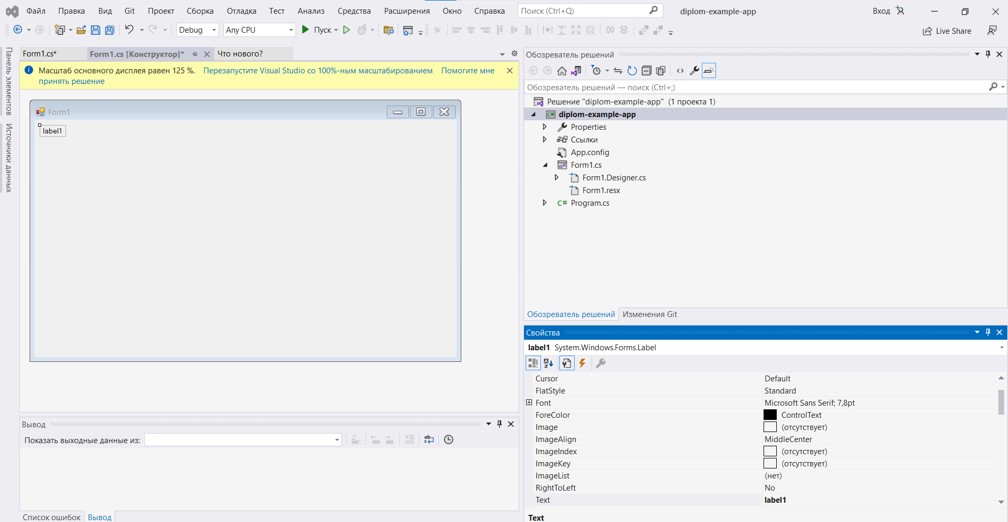 Файл Правка Вид Git Проект Сборка Отладка Тест Анализ Средства Расширения Окно Справка Поиск (Ctrl+Q) diplom-example-app Вход
Debug Any CPU Пуск Live Share
Панель элементов
Источники данных
Form1.cs* Form1.cs [Конструктор]* Что нового?
Масштаб основного дисплея равен 125 %. Перезапустите Visual Studio со 100%-ным масштабированием Помогите мне
принять решение
Form1
label1
Вывод
Показать выходные данные из:
Список ошибок Вывод
Обозреватель решений
Обозреватель решений — поиск (Ctrl+;)
Решение "diplom-example-app" (1 проекта 1)
diplom-example-app
Properties
Ссылки
App.config
Form1.cs
Form1.Designer.cs
Form1.resx
C# Program.cs
Обозреватель решений Изменения Git
Свойства
label1 System.Windows.Forms.Label
Cursor Default
FlatStyle Standard
Font Microsoft Sans Serif; 7,8pt
ForeColor ControlText
Image (отсутствует)
ImageAlign MiddleCenter
ImageIndex (отсутствует)
ImageKey (отсутствует)
ImageList (нет)
RightToLeft No
Text label1
Text